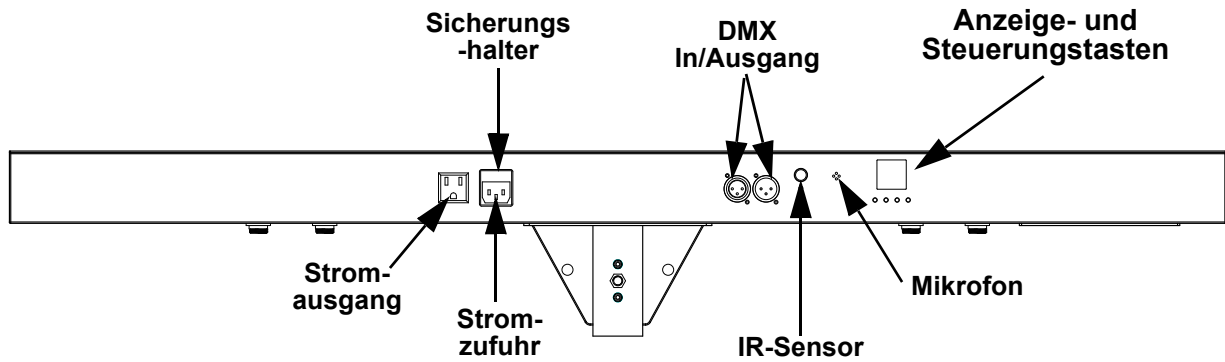 Sicherungs
-halter
DMX
In/Ausgang
Anzeige- und
Steuerungstasten
Strom-
ausgang
Strom-
zufuhr
IR-Sensor
Mikrofon